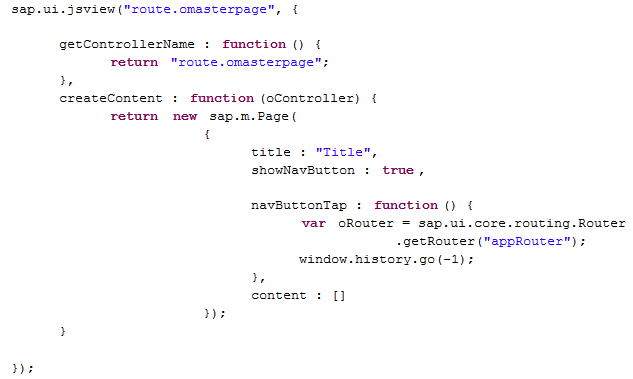 sap.ui.jsview("route.omasterpage", {
getControllerName : function () {
return "route.omasterpage";
},
createContent : function (oController) {
return new sap.m.Page(
{
title : "Title",
showNavButton : true ,
navButtonTap : function () {
var oRouter = sap.ui.core.routing.Router
.getRouter("appRouter");
window.history.go(-1);
},
content : []
});
}
});